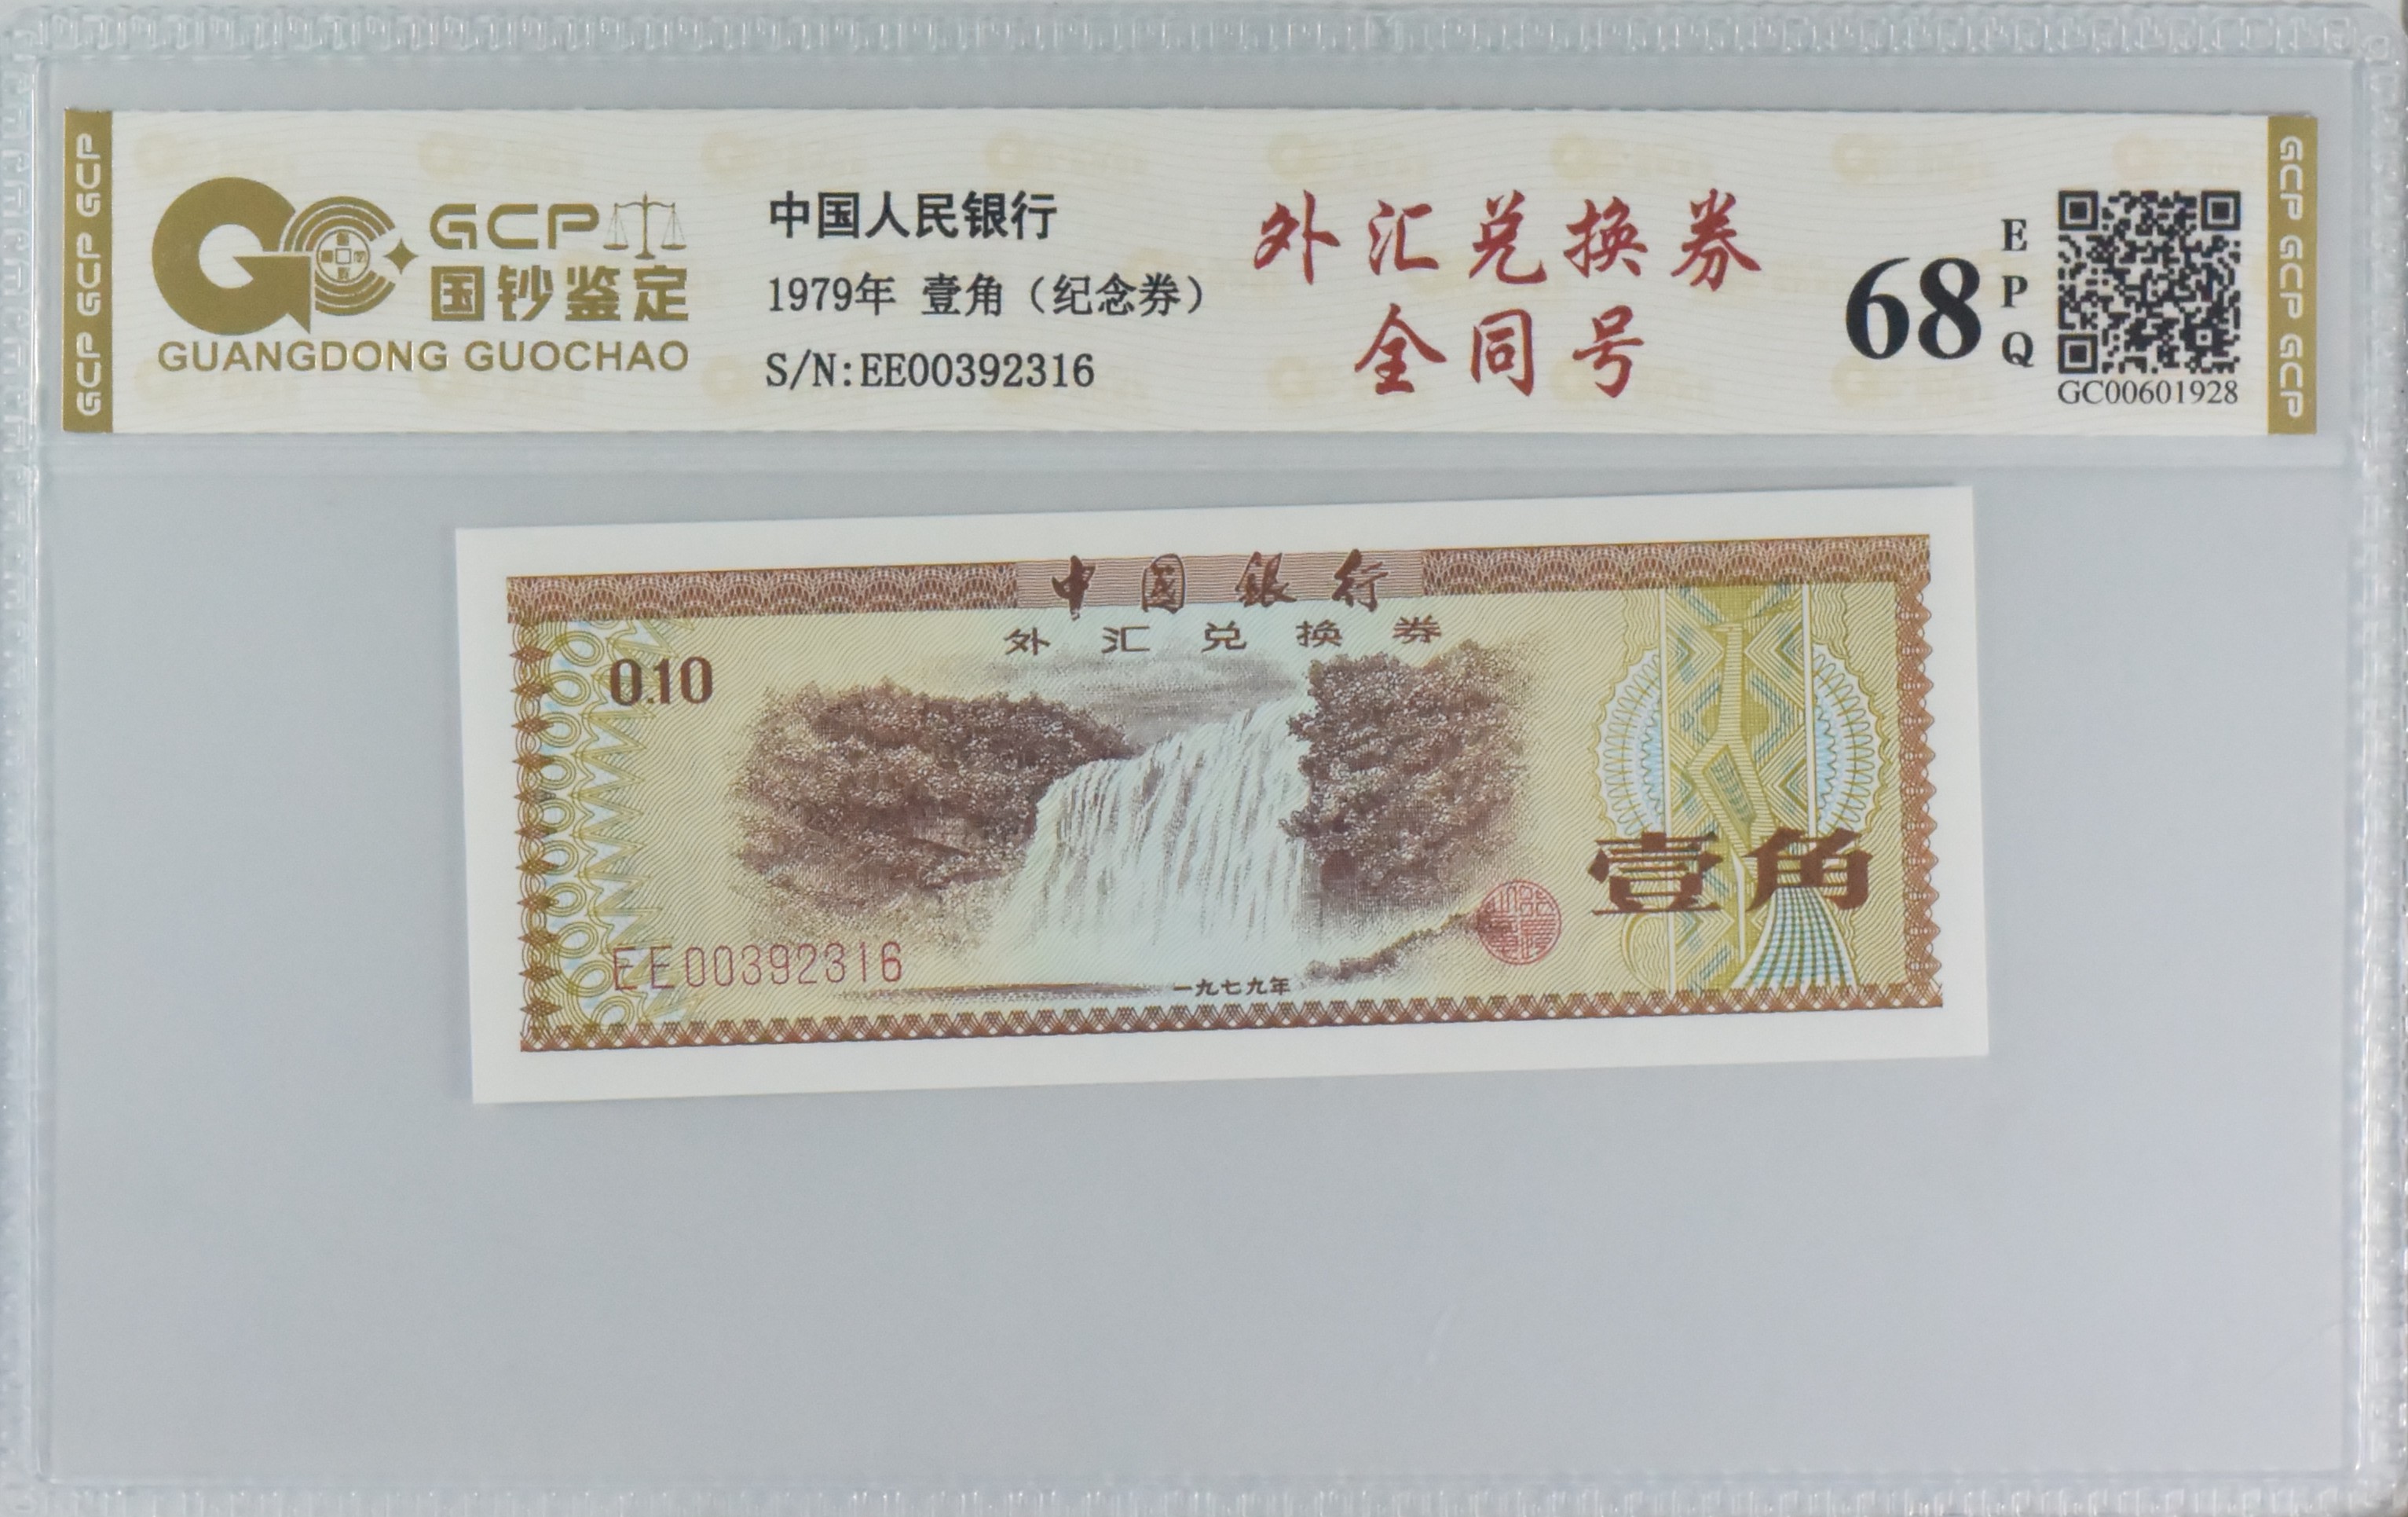 GCP GCP GCP
GCP
国钞鉴定
GUANGDONG GUOCHAO
中国人民银行
1979年 壹角（纪念券）
S/N:EE00392316
外汇兑换券
全同号
68
EPQ
GC00601928
GCP GCP GCP
中國銀行
外汇兑换券
0.10
壹角
EE00392316
一九七九年